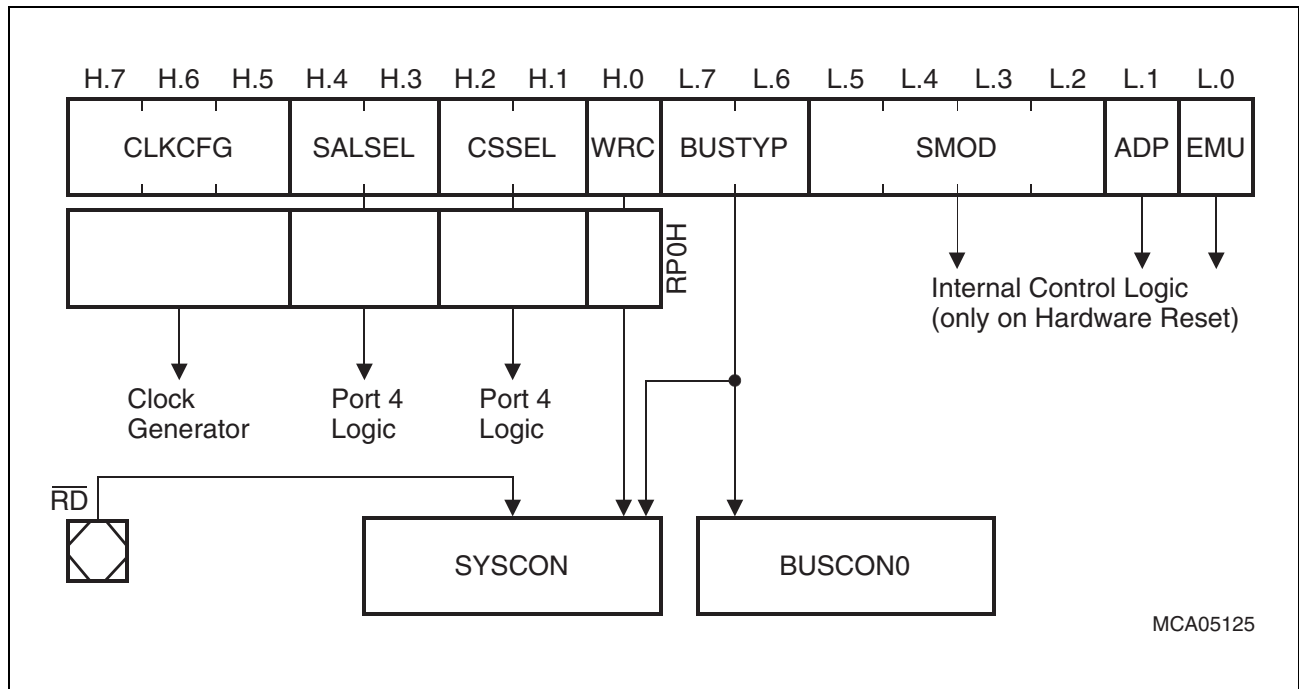 H.7 H.6 H.5 H.4 H.3 H.2 H.1 H.0 L.7 L.6 L.5 L.4 L.3 L.2 L.1 L.0
CLKCFG SALSEL CSSEL WRC BUSTYP SMOD ADP EMU
RP0H
Internal Control Logic
(only on Hardware Reset)
Clock
Generator
Port 4
Logic
Port 4
Logic
RD
SYSCON
BUSCON0
MCA05125